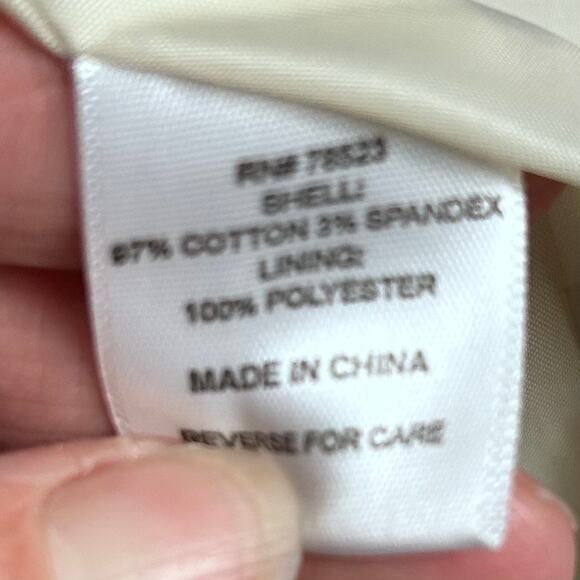 RN# 78523
SHELL:
97% COTTON 3% SPANDEX
LINING:
100% POLYESTER
MADE IN CHINA
REVERSE FOR CARE